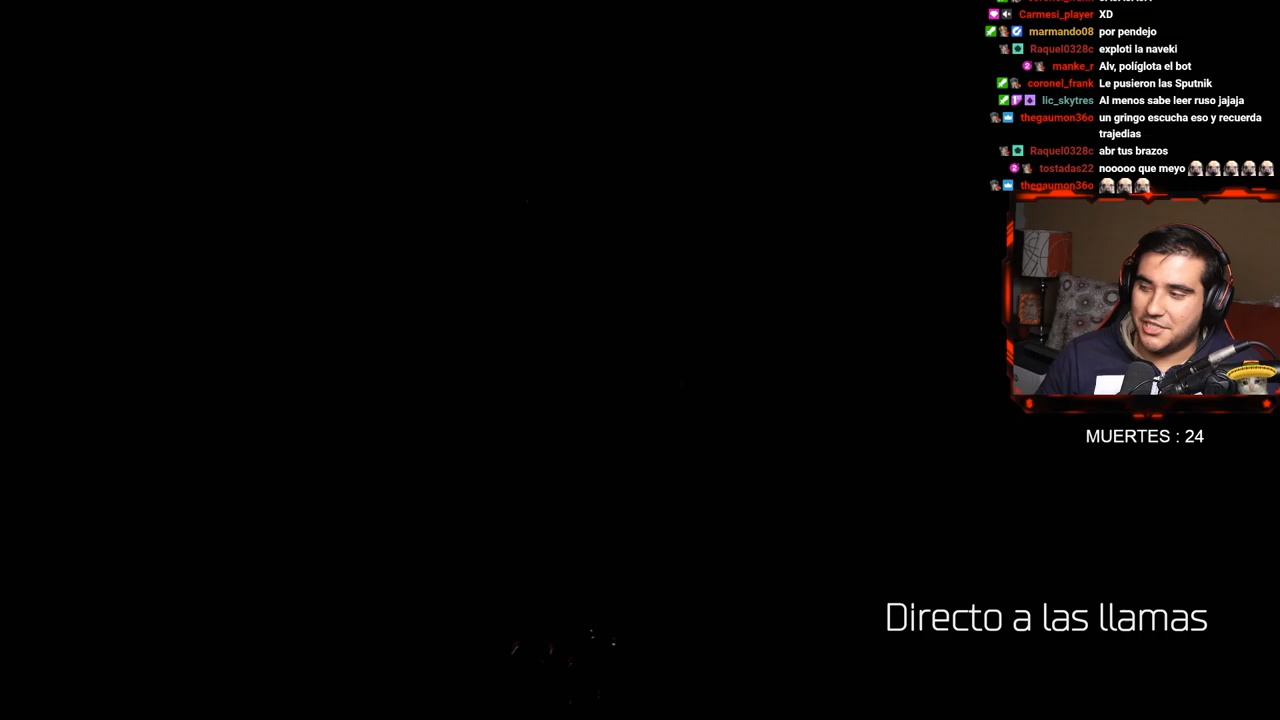 Carmesi_player XD
marmando08 por pendejo
Raquel0328c exploti la naveki
manke_r Alv, políglota el bot
coronel_frank Le pusieron las Sputnik
lic_skytres Al menos sabe leer ruso jajaja
thegaumon36o un gringo escucha eso y recuerda
trajedias
Raquel0328c abr tus brazos
tostadas22 nooooo que meyo
thegaumon36o
MUERTES : 24
Directo a las llamas